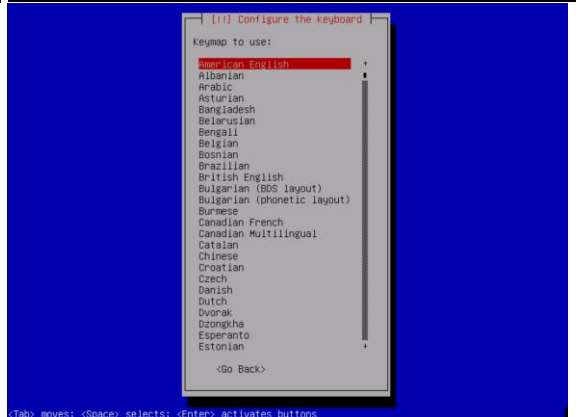 [!!] Configure the keyboard
Keymap to use:
American English
Albanian
Arabic
Asturian
Bangladesh
Belarusian
Bengali
Belgian
Bosnian
Brazilian
British English
Bulgarian (BDS layout)
Bulgarian (phonetic layout)
Burmese
Canadian French
Canadian Multilingual
Catalan
Chinese
Croatian
Czech
Danish
Dutch
Dvorak
Dzongkha
Esperanto
Estonian
<Go Back>
<Tab> moves; <Space> selects; <Enter> activates buttons